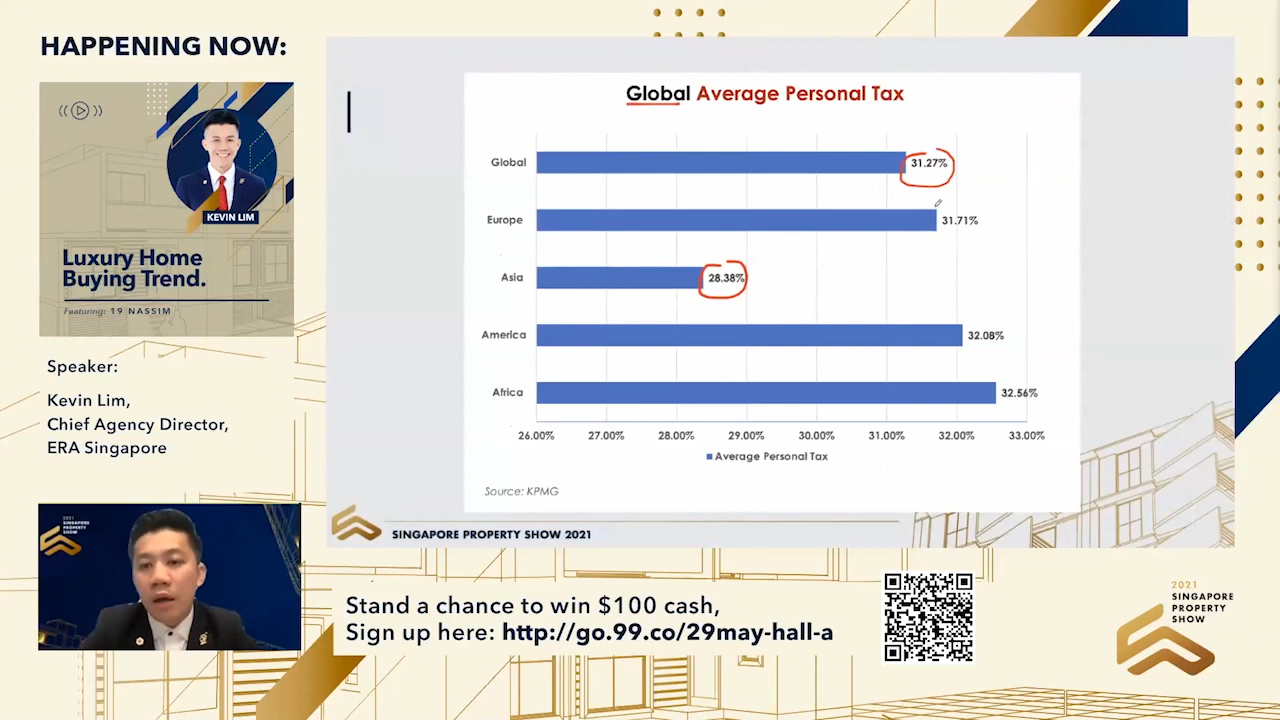 HAPPENING NOW:
KEVIN LIM
Luxury Home
Buying Trend.
Featuring: 19 NASSIM
Speaker:
Kevin Lim,
Chief Agency Director,
ERA Singapore
2021
SINGAPORE
PROPERTY
SHOW
Global Average Personal Tax
Global 31.27%
Europe 31.71%
Asia 28.38%
America 32.08%
Africa 32.56%
26.00% 27.00% 28.00% 29.00% 30.00% 31.00% 32.00% 33.00%
Average Personal Tax
Source: KPMG
SINGAPORE PROPERTY SHOW 2021
Stand a chance to win $100 cash,
Sign up here: http://go.99.co/29may-hall-a
2021
SINGAPORE
PROPERTY
SHOW